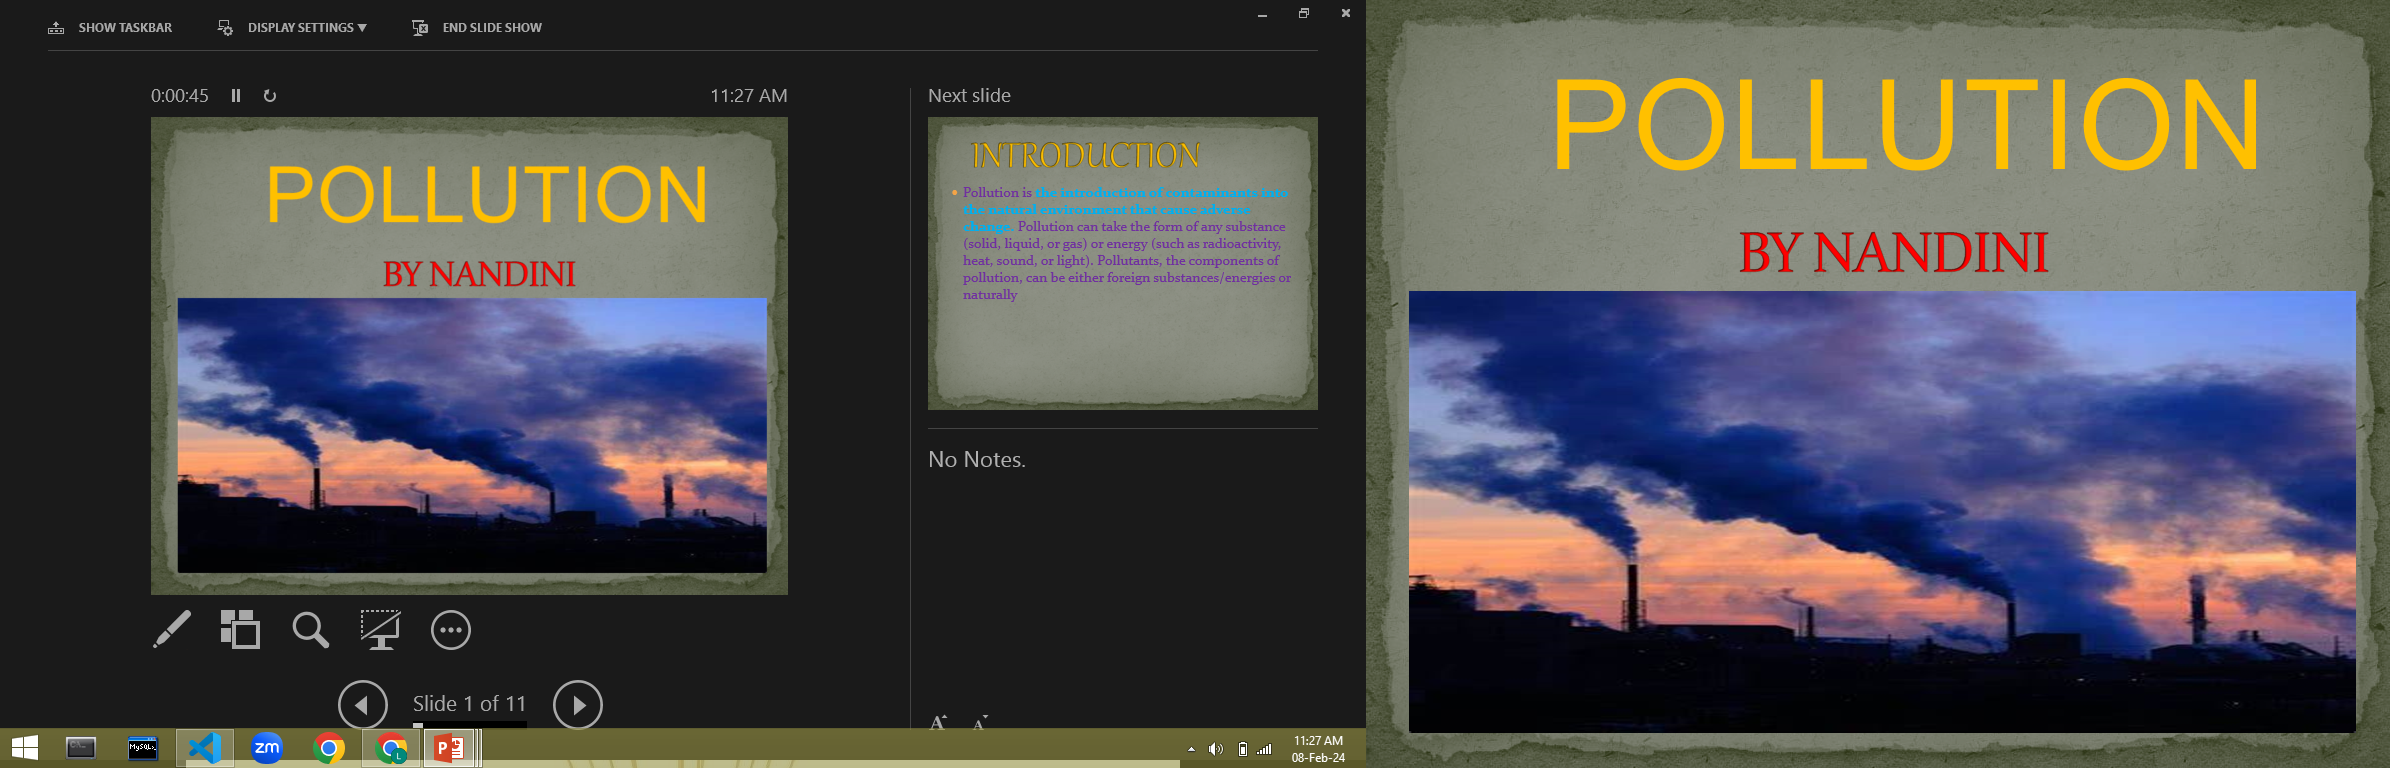 SHOW TASKBAR
DISPLAY SETTINGS
END SLIDE SHOW
0:00:45
11:27 AM
POLLUTION
BY NANDINI
Slide 1 of 11
Next slide
INTRODUCTION
Pollution is the introduction of contaminants into
the natural environment that cause adverse
change. Pollution can take the form of any substance
(solid, liquid, or gas) or energy (such as radioactivity,
heat, sound, or light). Pollutants, the components of
pollution, can be either foreign substances/energies or
naturally
No Notes.
A
A
C:\_
MySQL
zm
L
P
11:27 AM
08-Feb-24
POLLUTION
BY NANDINI